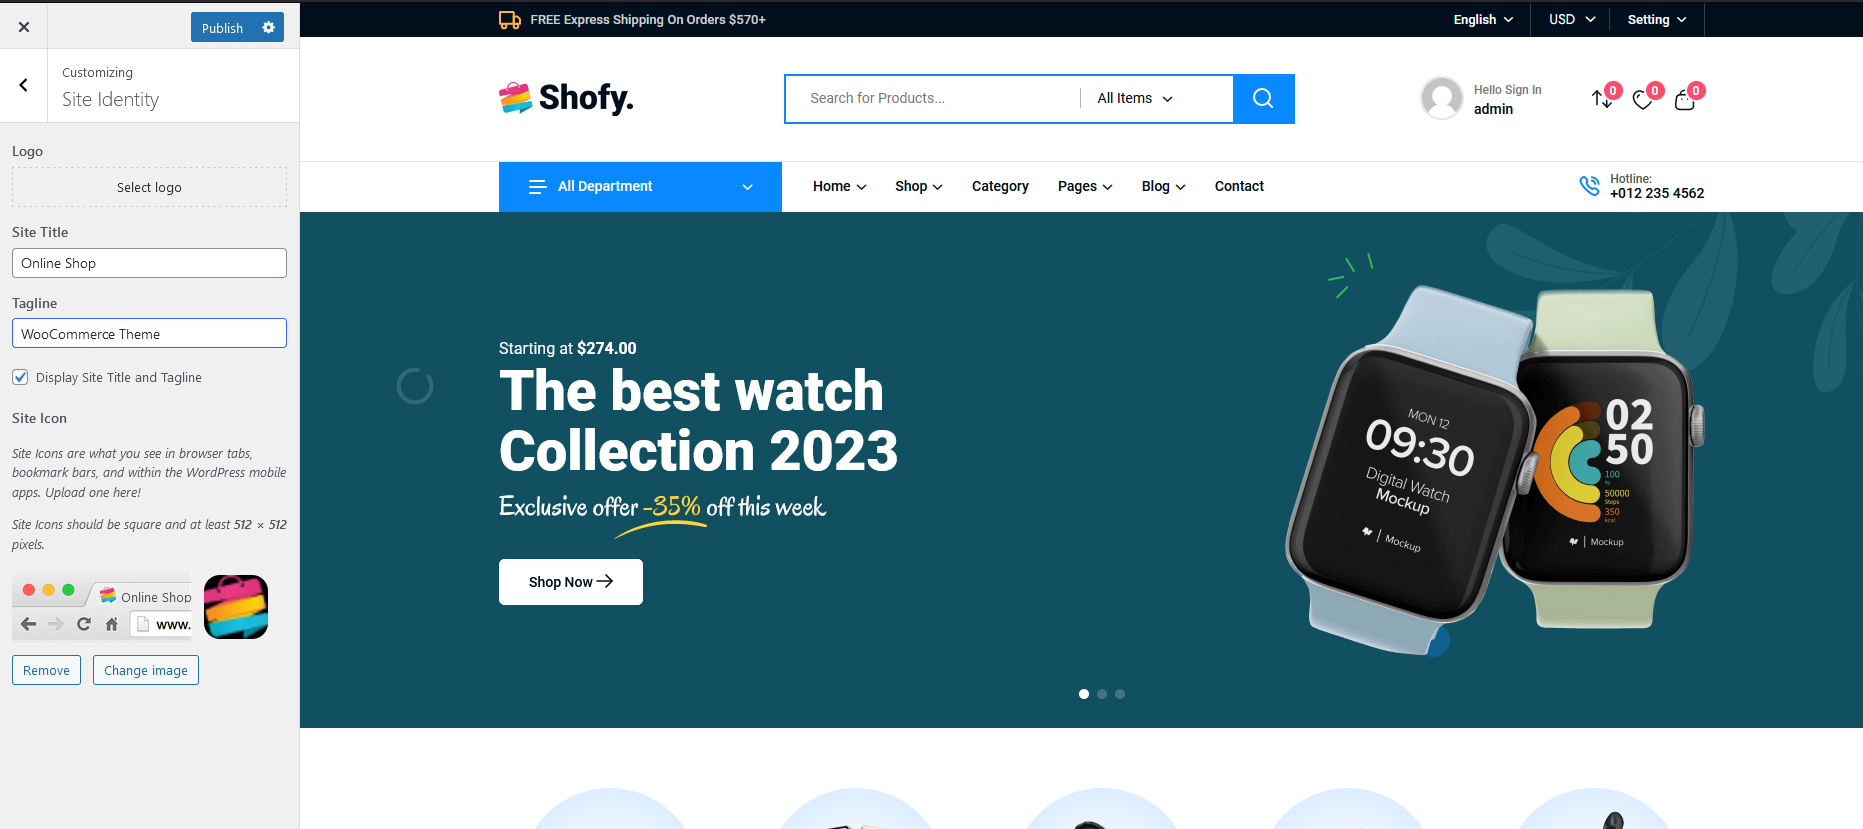 Publish
Customizing
Site Identity
Logo
Select logo
Site Title
Online Shop
Tagline
WooCommerce Theme
Display Site Title and Tagline
Site Icon
Site Icons are what you see in browser tabs,
bookmark bars, and within the WordPress mobile
apps. Upload one here!
Site Icons should be square and at least 512 × 512
pixels.
Online Shop
www.
Remove
Change image
FREE Express Shipping On Orders $570+
English
USD
Setting
Shofy.
Search for Products...
All Items
Hello Sign In
admin
0
0
0
All Department
Home
Shop
Category
Pages
Blog
Contact
Hotline:
+012 235 4562
Starting at $274.00
The best watch
Collection 2023
Exclusive offer -35% off this week
Shop Now
MON 12
09:30
Digital Watch
Mockup
Mockup
02
50
100
%
50000
Steps
350
kcal
Mockup